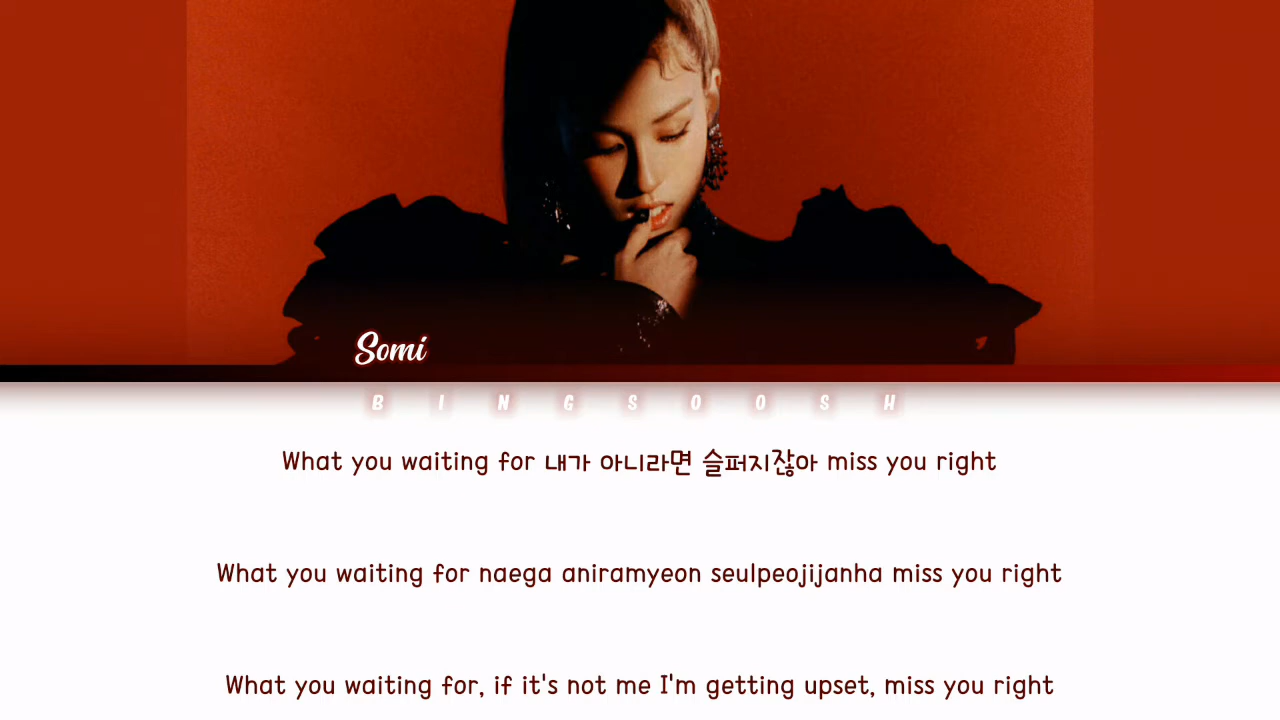 Somi
BINGSOOSH
What you waiting for 내가 아니라면 슬퍼지잖아 miss you right
What you waiting for naega aniramyeon seulpeojijanha miss you right
What you waiting for, if it's not me I'm getting upset, miss you right